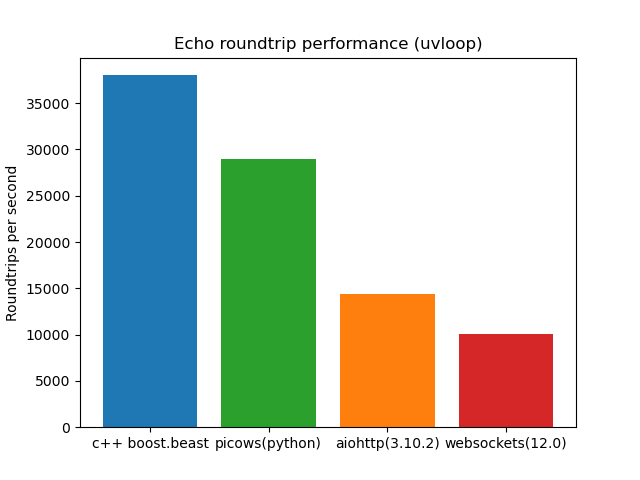 Echo roundtrip performance (uvloop)
Roundtrips per second
35000
30000
25000
20000
15000
10000
5000
0
c++ boost.beast picows(python) aiohttp(3.10.2) websockets(12.0)